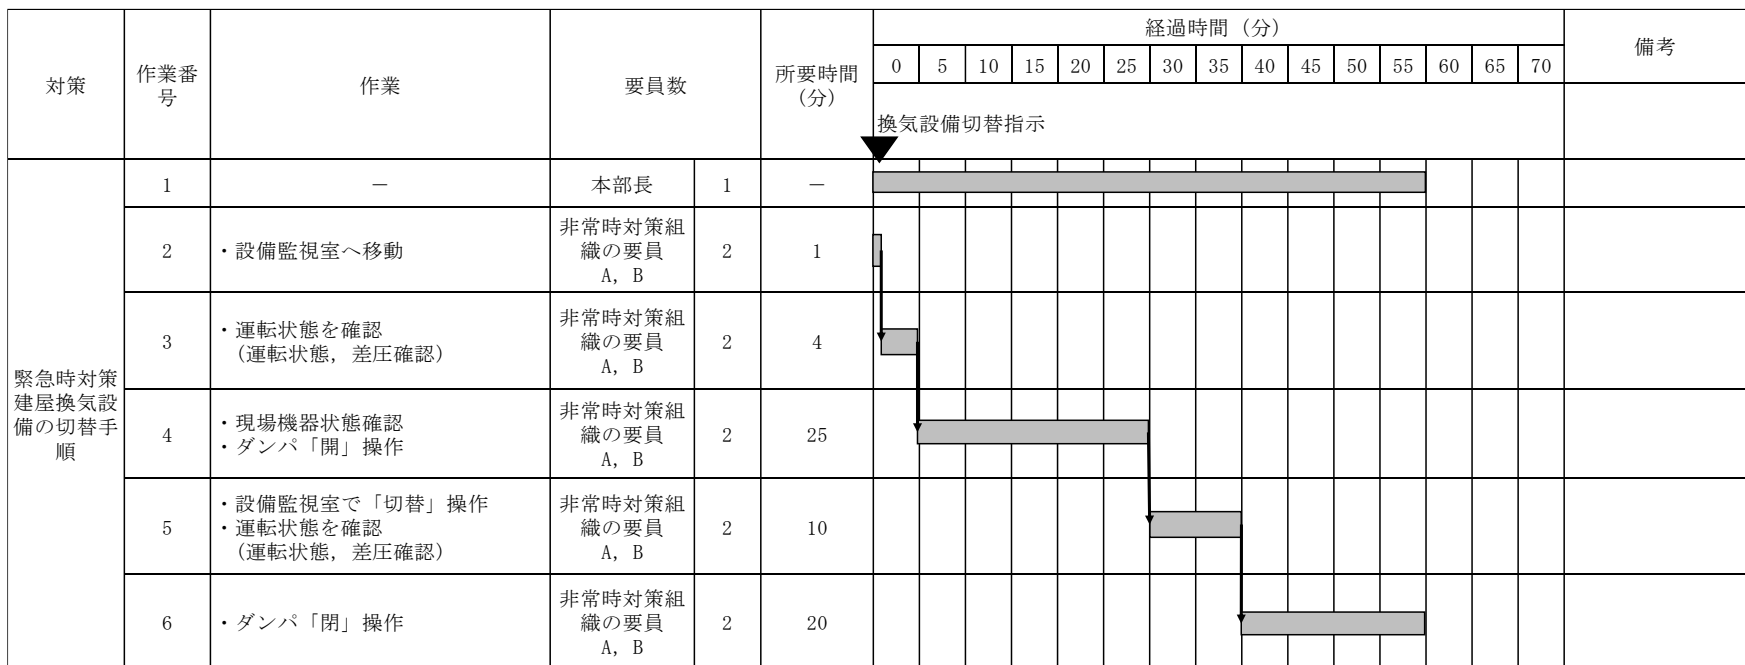 対策
作業番
号
作業
要員数
所要時間
(分)
経過時間 (分)
備考
0 5 10 15 20 25 30 35 40 45 50 55 60 65 70
換気設備切替指示
緊急時対策
建屋換気設
備の切替手
順
1
－
本部長
1
－
2
・設備監視室へ移動
非常時対策組
織の要員
A, B
2
1
3
・運転状態を確認
(運転状態, 差圧確認)
非常時対策組
織の要員
A, B
2
4
4
・現場機器状態確認
・ダンパ「開」操作
非常時対策組
織の要員
A, B
2
25
5
・設備監視室で「切替」操作
・運転状態を確認
(運転状態, 差圧確認)
非常時対策組
織の要員
A, B
2
10
6
・ダンパ「閉」操作
非常時対策組
織の要員
A, B
2
20